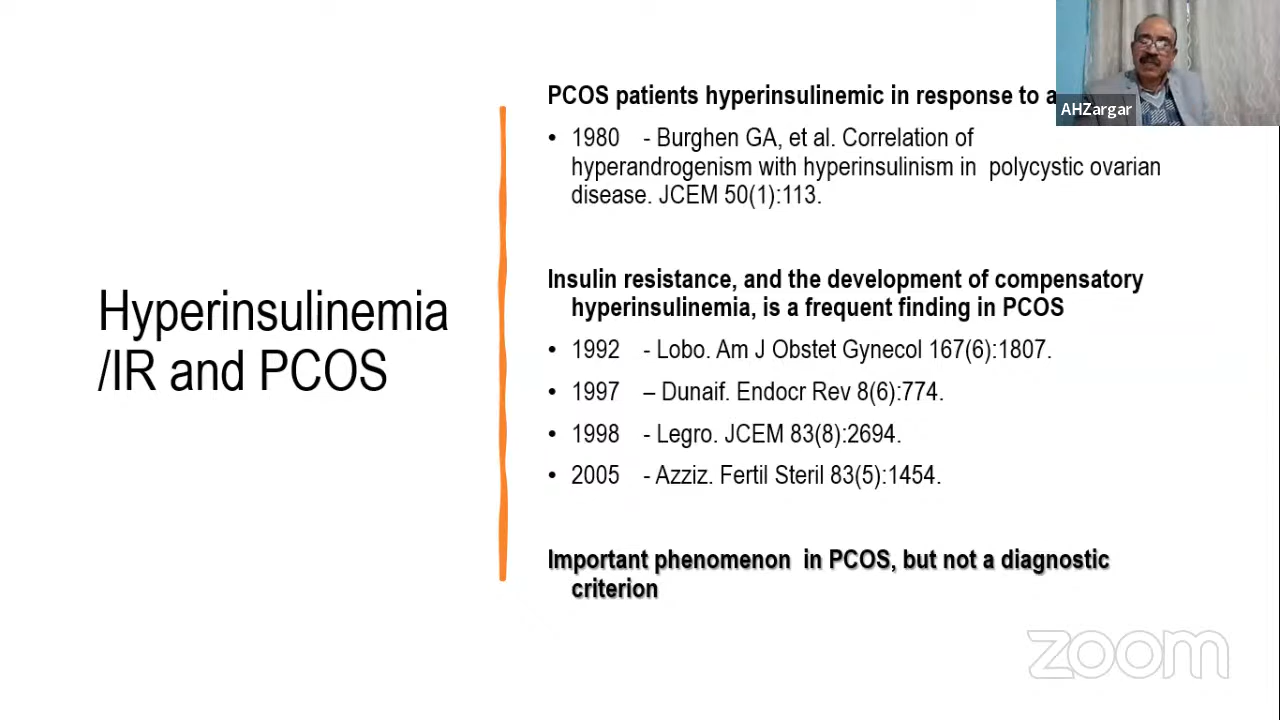 PCOS patients hyperinsulinemic in response to a
AHZargar
• 1980 - Burghen GA, et al. Correlation of
hyperandrogenism with hyperinsulinism in polycystic ovarian
disease. JCEM 50(1):113.
Insulin resistance, and the development of compensatory
hyperinsulinemia, is a frequent finding in PCOS
Hyperinsulinemia
/IR and PCOS
• 1992 - Lobo. Am J Obstet Gynecol 167(6):1807.
• 1997 – Dunaif. Endocr Rev 8(6):774.
• 1998 - Legro. JCEM 83(8):2694.
• 2005 - Azziz. Fertil Steril 83(5):1454.
Important phenomenon in PCOS, but not a diagnostic
criterion
zoom